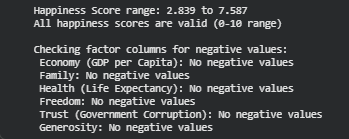 Happiness Score range: 2.839 to 7.587
All happiness scores are valid (0-10 range)
Checking factor columns for negative values:
Economy (GDP per Capita): No negative values
Family: No negative values
Health (Life Expectancy): No negative values
Freedom: No negative values
Trust (Government Corruption): No negative values
Generosity: No negative values